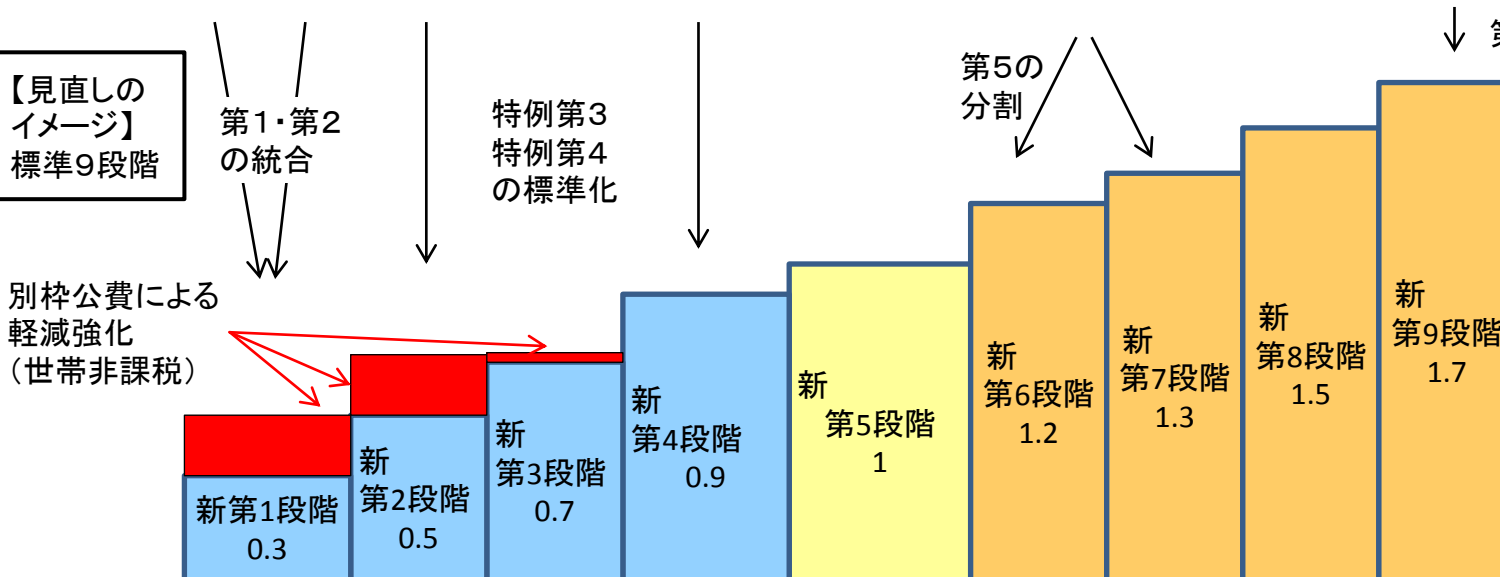 【見直しの
イメージ】
標準９段階
第１・第２
の統合
特例第３
特例第４
の標準化
第５の
分割
第
別枠公費による
軽減強化
（世帯非課税）
新第1段階
0.3
新
第2段階
0.5
新
第3段階
0.7
新
第4段階
0.9
新
第5段階
1
新
第6段階
1.2
新
第7段階
1.3
新
第8段階
1.5
新
第9段階
1.7